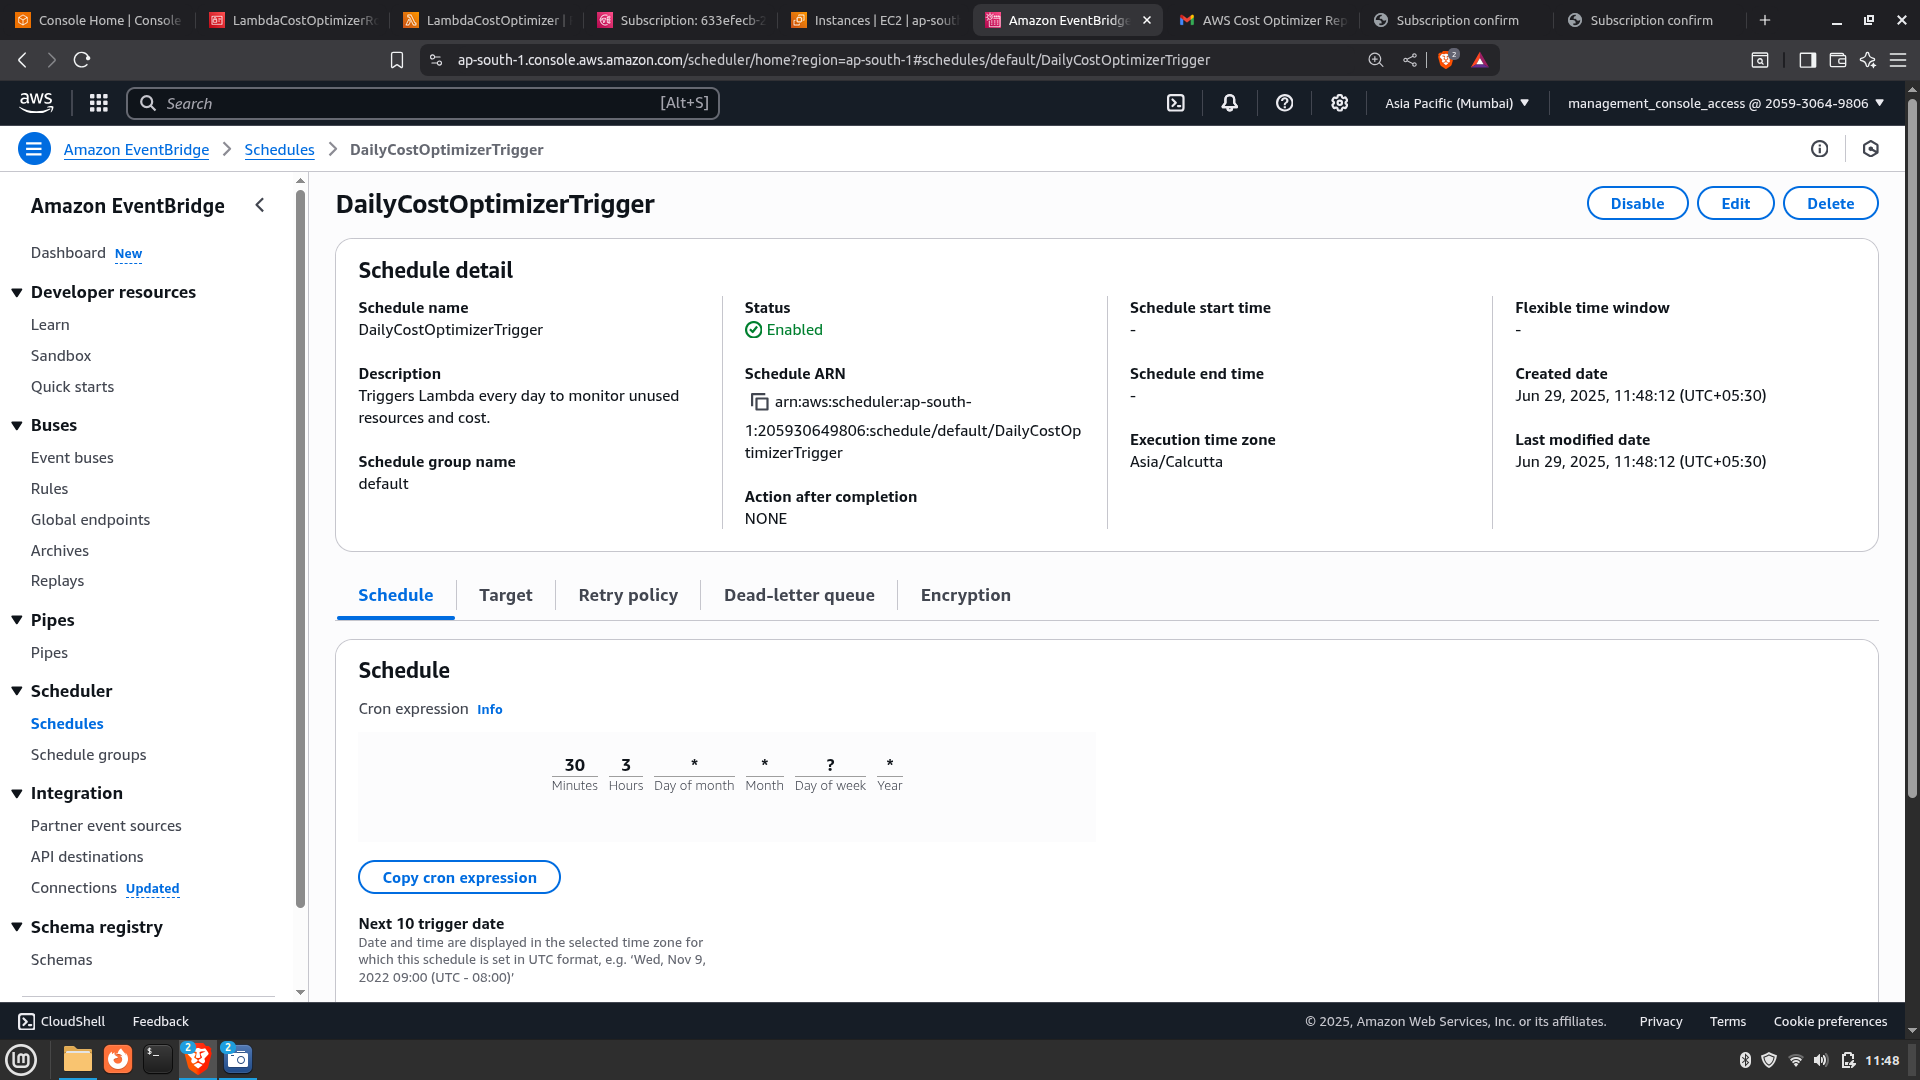 Console Home | Console
LambdaCostOptimizerRo
LambdaCostOptimizer |
Subscription: 633efecb-2
Instances | EC2 | ap-sout
Amazon EventBridge
AWS Cost Optimizer Rep
Subscription confirm
Subscription confirm
ap-south-1.console.aws.amazon.com/scheduler/home?region=ap-south-1#schedules/default/DailyCostOptimizerTrigger
2
aws
Search
[Alt+S]
Asia Pacific (Mumbai)
management_console_access @ 2059-3064-9806
Amazon EventBridge
Schedules
DailyCostOptimizerTrigger
Amazon EventBridge
Dashboard New
Developer resources
Learn
Sandbox
Quick starts
Buses
Event buses
Rules
Global endpoints
Archives
Replays
Pipes
Pipes
Scheduler
Schedules
Schedule groups
Integration
Partner event sources
API destinations
Connections Updated
Schema registry
Schemas
DailyCostOptimizerTrigger
Disable
Edit
Delete
Schedule detail
Schedule name
DailyCostOptimizerTrigger
Description
Triggers Lambda every day to monitor unused
resources and cost.
Schedule group name
default
Status
Enabled
Schedule ARN
arn:aws:scheduler:ap-south-
1:205930649806:schedule/default/DailyCostOp
timizerTrigger
Action after completion
NONE
Schedule start time
-
Schedule end time
-
Execution time zone
Asia/Calcutta
Flexible time window
-
Created date
Jun 29, 2025, 11:48:12 (UTC+05:30)
Last modified date
Jun 29, 2025, 11:48:12 (UTC+05:30)
Schedule
Target
Retry policy
Dead-letter queue
Encryption
Schedule
Cron expression Info
30 3 * * ? *
Minutes Hours Day of month Month Day of week Year
Copy cron expression
Next 10 trigger date
Date and time are displayed in the selected time zone for
which this schedule is set in UTC format, e.g. ‘Wed, Nov 9,
2022 09:00 (UTC - 08:00)’
CloudShell
Feedback
© 2025, Amazon Web Services, Inc. or its affiliates.
Privacy
Terms
Cookie preferences
2
2
11:48